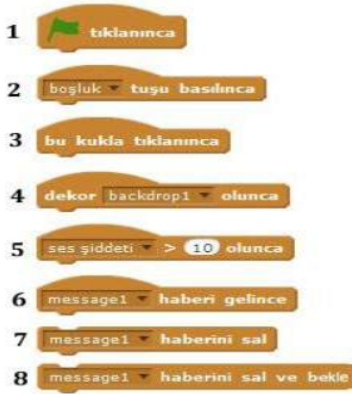 1 tıklanınca
2 boşluk tuşu basılınca
3 bu kukla tıklanınca
4 dekor backdrop1 olunca
5 ses şiddeti > 10 olunca
6 message1 haberi gelince
7 message1 haberini sal
8 message1 haberini sal ve bekle